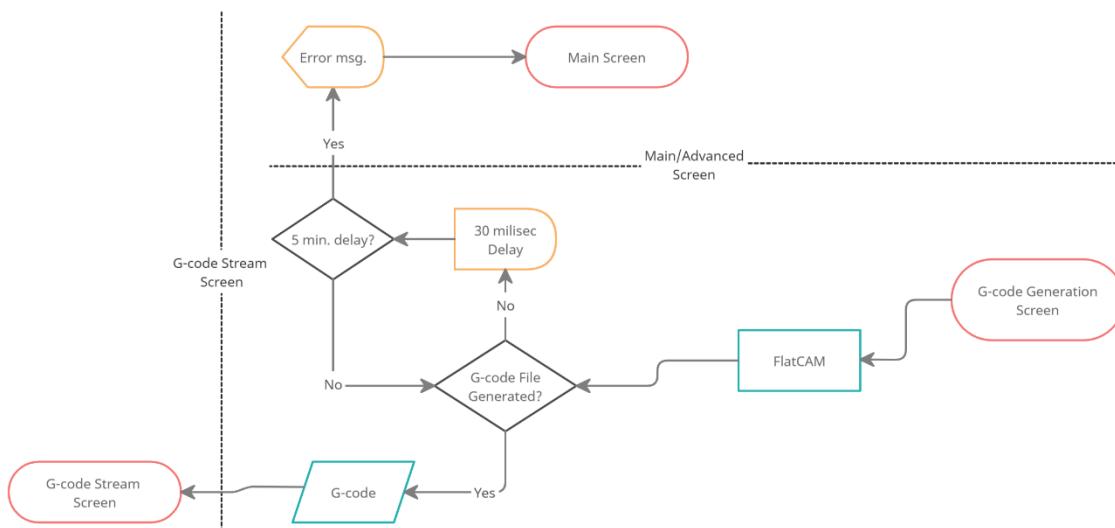 Error msg.
Main Screen
Yes
Main/Advanced
Screen
5 min. delay?
30 milisec
Delay
G-code Stream
Screen
G-code Generation
Screen
No
FlatCAM
No
G-code File
Generated?
G-code Stream
Screen
G-code
Yes